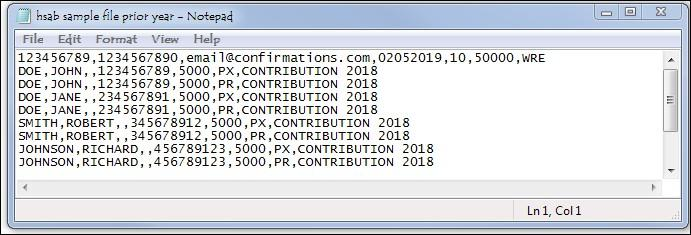 hsab sample file prior year - Notepad
File Edit Format View Help
123456789,1234567890,email@confirmations.com,02052019,10,50000,WRE
DOE,JOHN,,123456789,5000,PX,CONTRIBUTION 2018
DOE,JOHN,,123456789,5000,PR,CONTRIBUTION 2018
DOE,JANE,,234567891,5000,PX,CONTRIBUTION 2018
DOE,JANE,,234567891,5000,PR,CONTRIBUTION 2018
SMITH,ROBERT,,345678912,5000,PX,CONTRIBUTION 2018
SMITH,ROBERT,,345678912,5000,PR,CONTRIBUTION 2018
JOHNSON,RICHARD,,456789123,5000,PX,CONTRIBUTION 2018
JOHNSON,RICHARD,,456789123,5000,PR,CONTRIBUTION 2018
Ln 1, Col 1